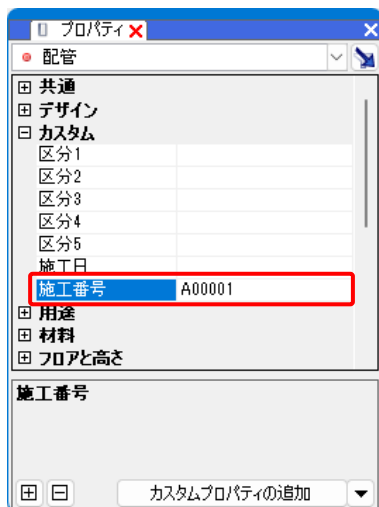 プロパティ
配管
共通
デザイン
カスタム
区分1
区分2
区分3
区分4
区分5
施工日
施工番号 A00001
用途
材料
フロアと高さ
施工番号
カスタムプロパティの追加